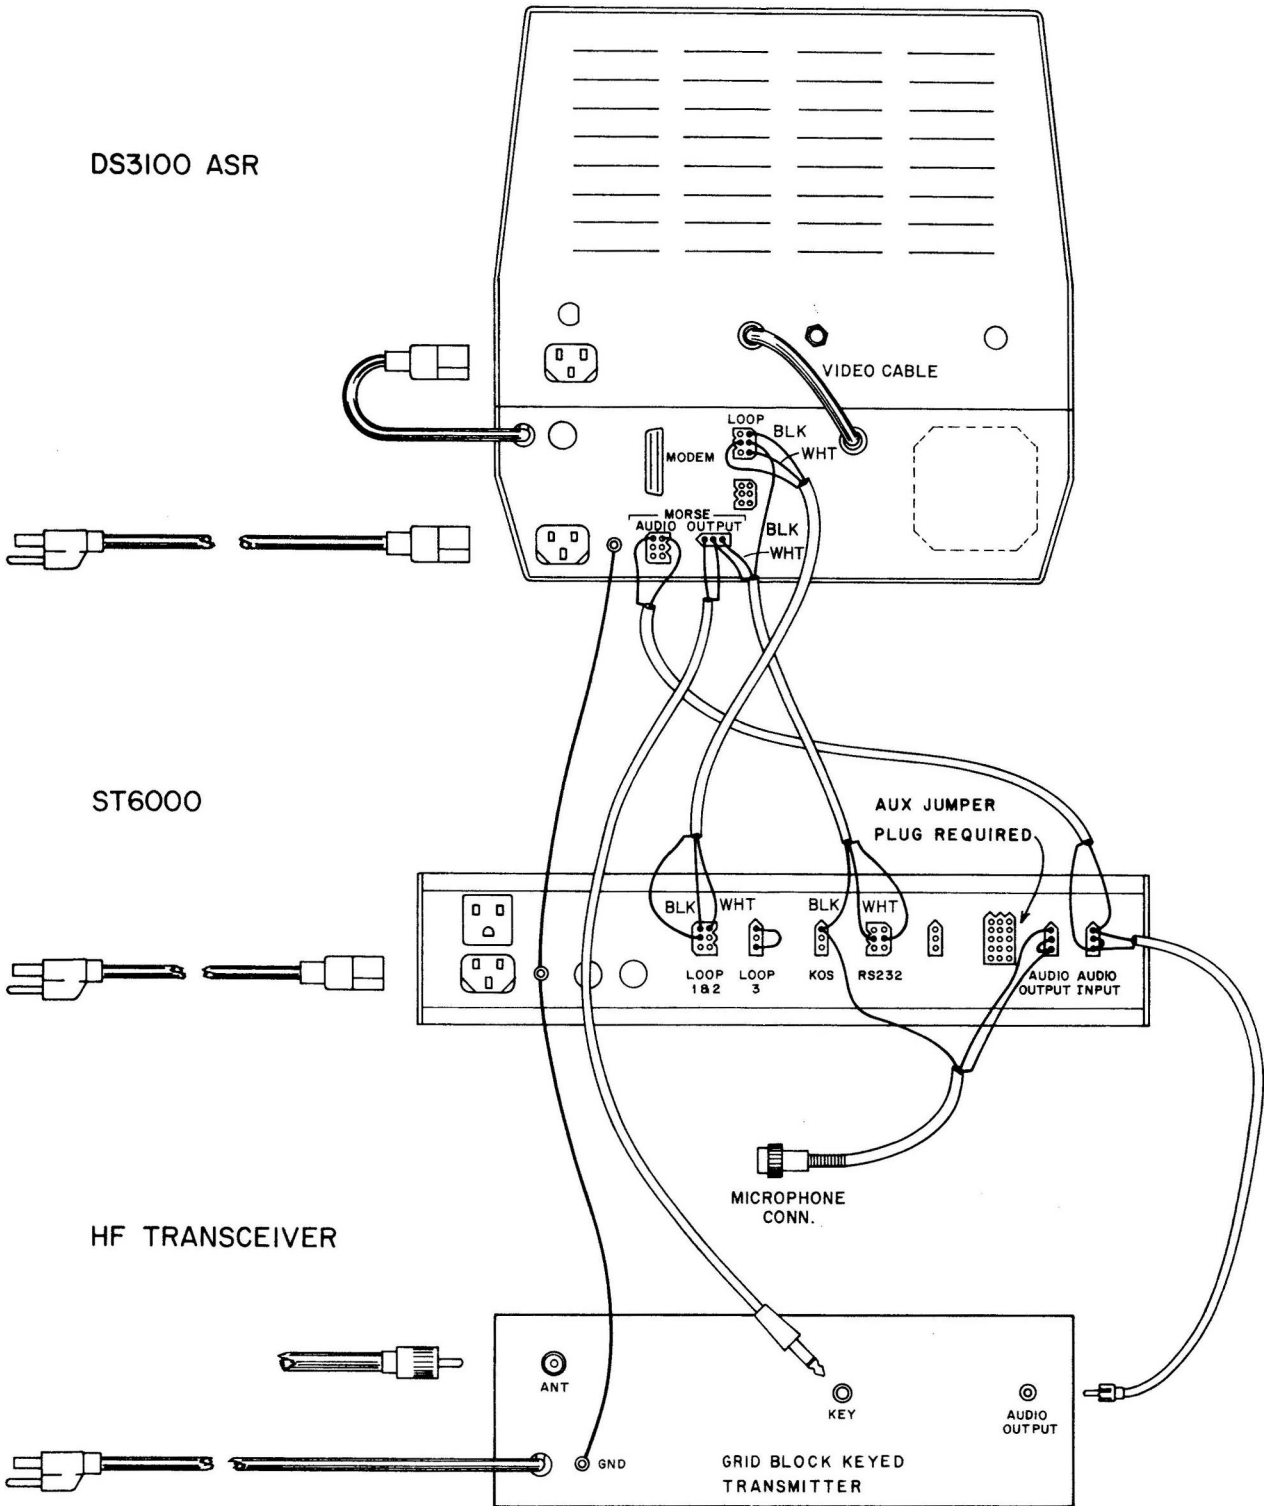 DS3100 ASR
VIDEO CABLE
LOOP
BLK
WHT
MODEM
MORSE
AUDIO OUTPUT
BLK
WHT
ST6000
AUX JUMPER
PLUG REQUIRED
BLK
WHT
BLK
WHT
LOOP
1&2
LOOP
3
KOS
RS232
AUDIO
OUTPUT
AUDIO
INPUT
MICROPHONE
CONN.
HF TRANSCEIVER
ANT
KEY
AUDIO
OUTPUT
GND
GRID BLOCK KEYED
TRANSMITTER